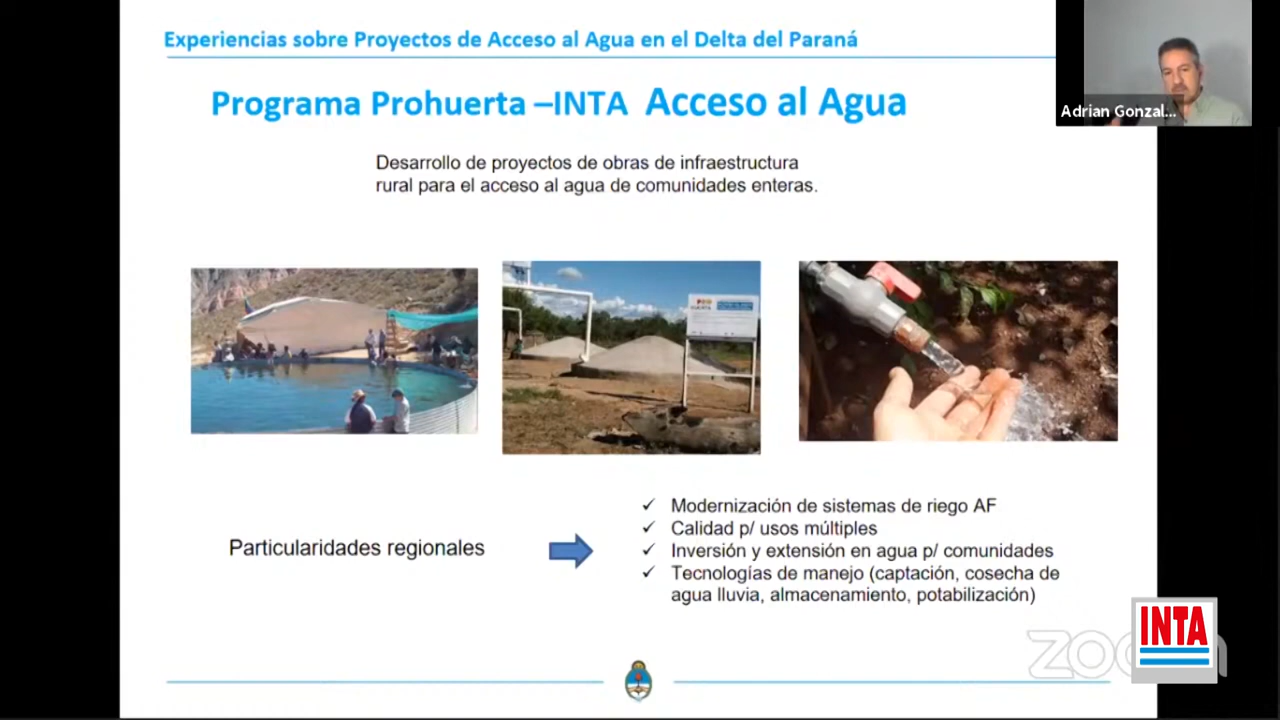 Experiencias sobre Proyectos de Acceso al Agua en el Delta del Paraná
Adrian Gonzal...
Programa Prohuerta –INTA Acceso al Agua
Desarrollo de proyectos de obras de infraestructura
rural para el acceso al agua de comunidades enteras.
Particularidades regionales
✓ Modernización de sistemas de riego AF
✓ Calidad p/ usos múltiples
✓ Inversión y extensión en agua p/ comunidades
✓ Tecnologías de manejo (captación, cosecha de
agua lluvia, almacenamiento, potabilización)
INTA